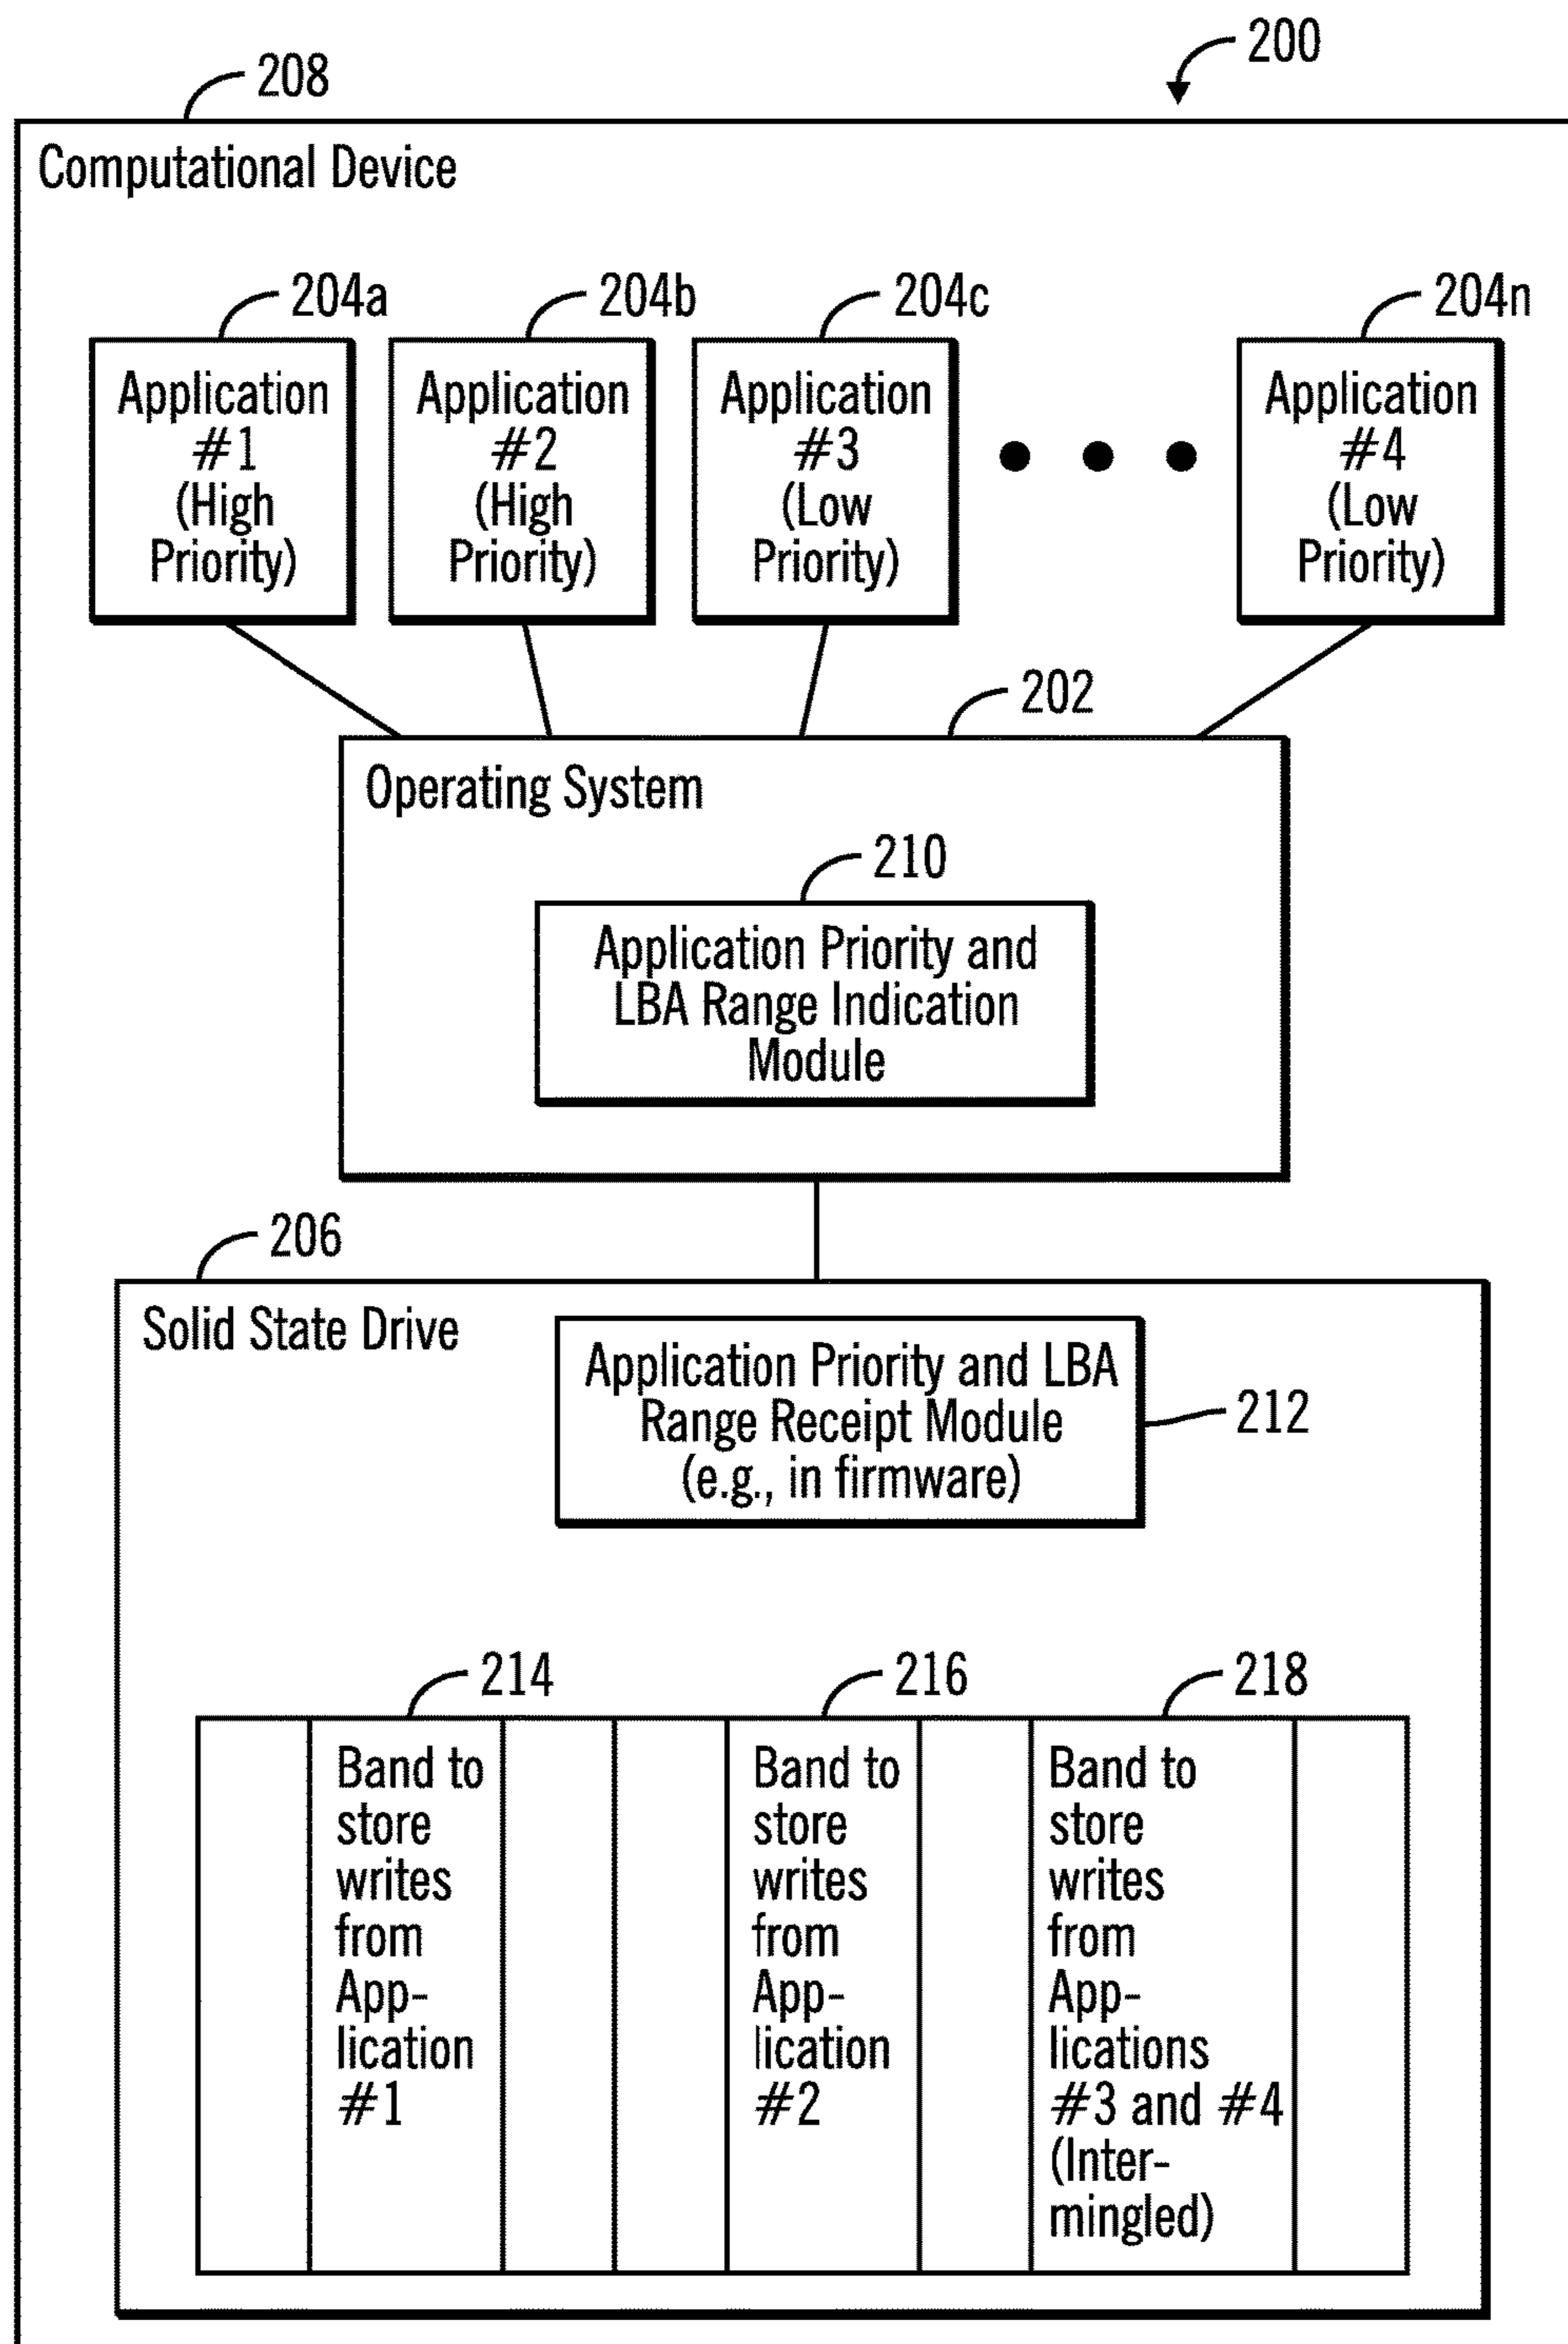 200
208
Computational Device
204a
204b
204c
204n
Application
#1
(High
Priority)
Application
#2
(High
Priority)
Application
#3
(Low
Priority)
Application
#4
(Low
Priority)
202
Operating System
210
Application Priority and
LBA Range Indication
Module
206
Solid State Drive
Application Priority and LBA
Range Receipt Module
(e.g., in firmware)
212
214
216
218
Band to
store
writes
from
App-
lication
#1
Band to
store
writes
from
App-
lication
#2
Band to
store
writes
from
App-
lications
#3 and #4
(Inter-
mingled)